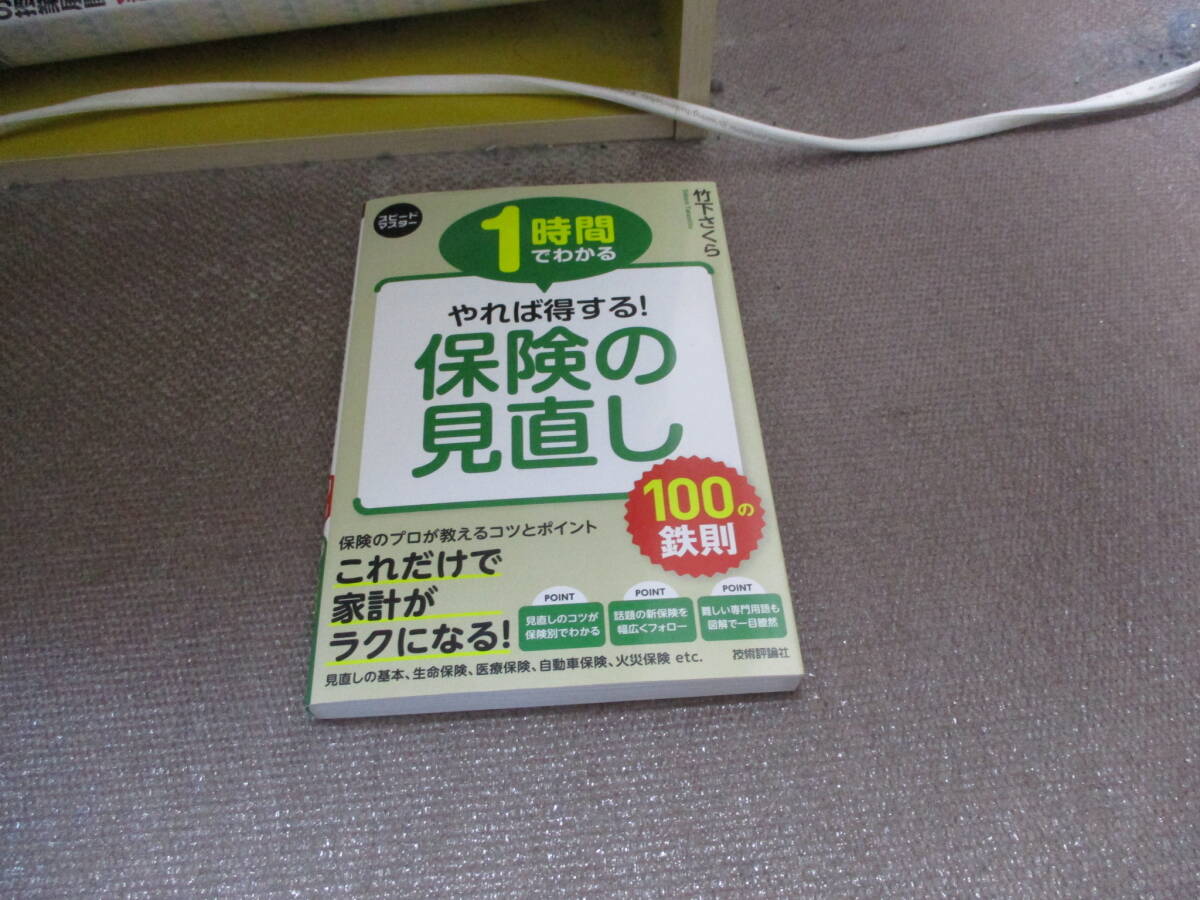 スピード
マスター
1時間
でわかる
竹下さくら
やれば得する!
保険の
見直し
100の
鉄則
保険のプロが教えるコツとポイント
これだけで
家計が
ラクになる!
POINT
見直しのコツが
保険別でわかる
POINT
話題の新保険を
幅広くフォロー
POINT
難しい専門用語も
図解で一目瞭然
見直しの基本、生命保険、医療保険、自動車保険、火災保険 etc.
技術評論社